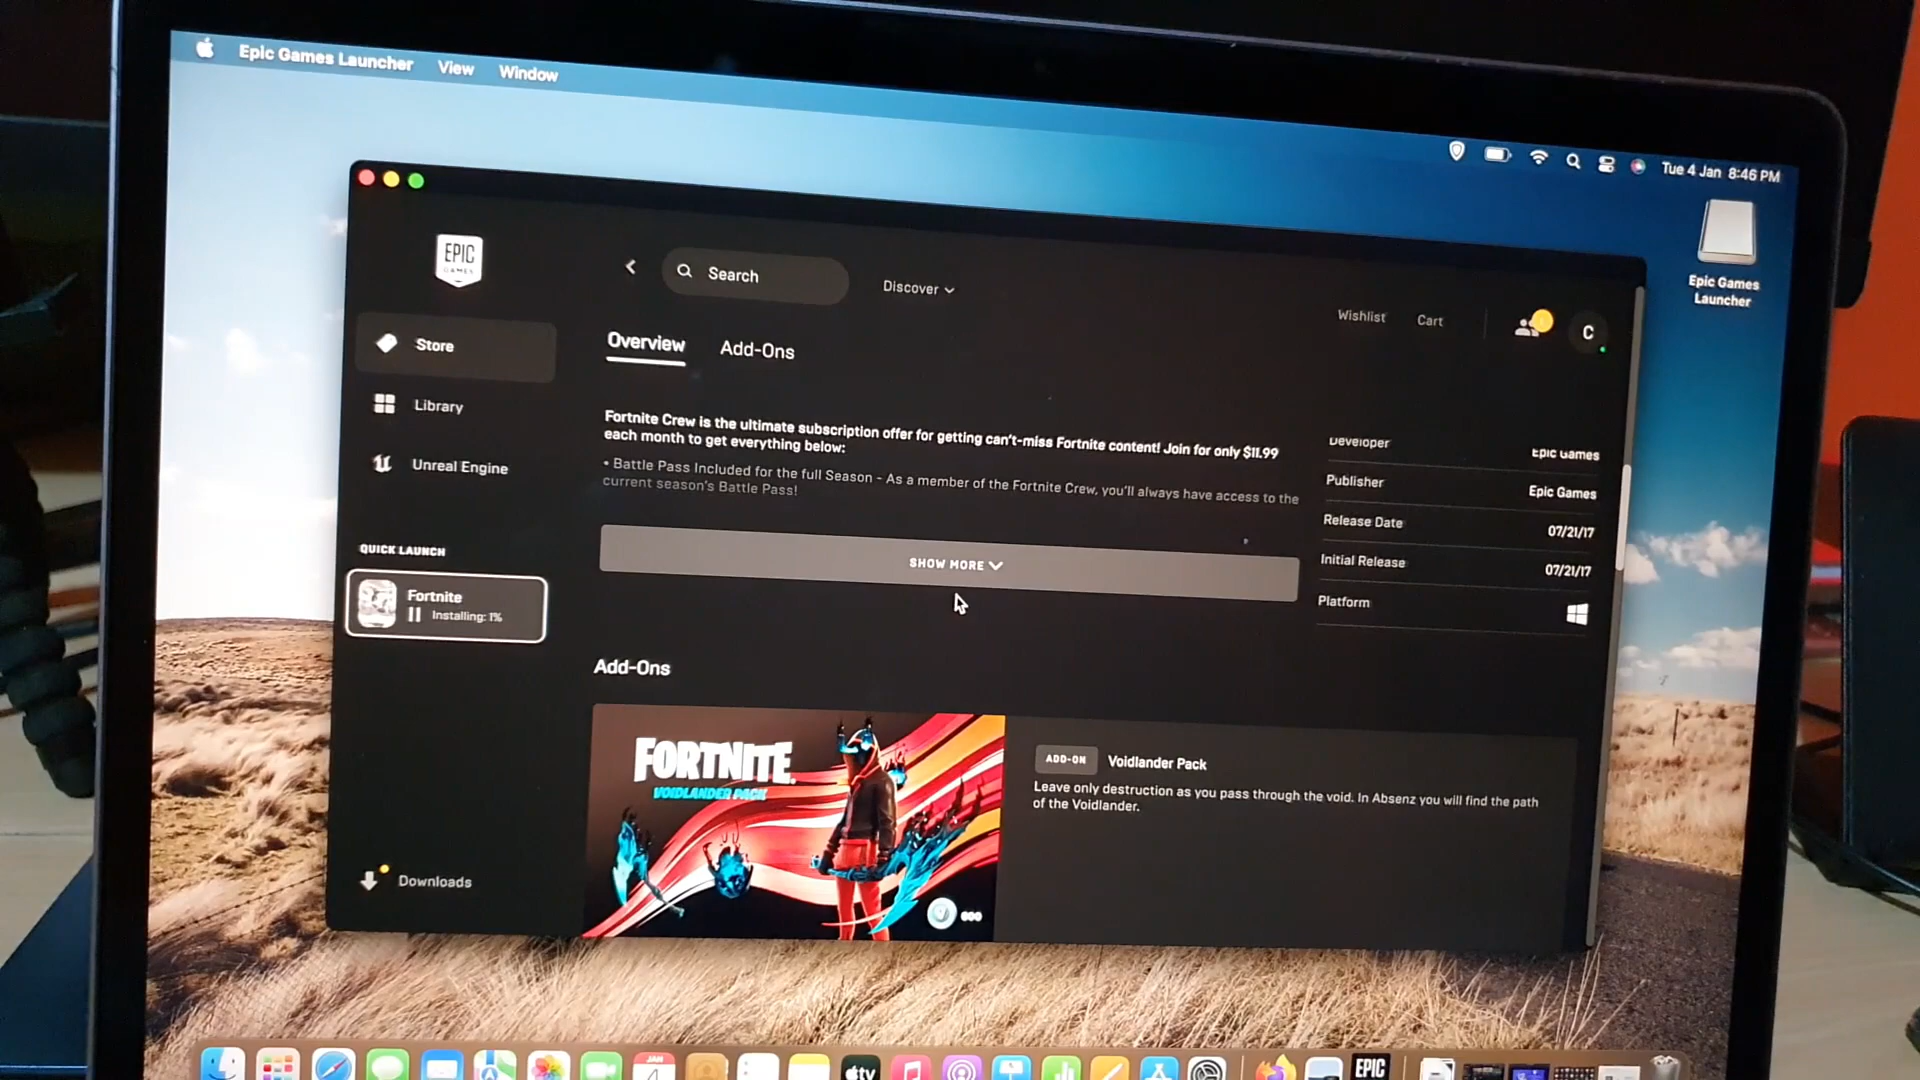 Epic Games Launcher View Window
Tue 4 Jan 8:46 PM
Epic Games
Launcher
EPIC
GAMES
Search
Discover
Wishlist
Cart
C
Store
Library
Unreal Engine
QUICK LAUNCH
Fortnite
Installing: 1%
Downloads
Overview
Add-Ons
Fortnite Crew is the ultimate subscription offer for getting can't-miss Fortnite content! Join for only $11.99
each month to get everything below:
• Battle Pass Included for the full Season - As a member of the Fortnite Crew, you'll always have access to the
current season's Battle Pass!
SHOW MORE
Developer Epic Games
Publisher Epic Games
Release Date 07/21/17
Initial Release 07/21/17
Platform
Add-Ons
FORTNITE
VOIDLANDER PACK
ADD-ON Voidlander Pack
Leave only destruction as you pass through the void. In Absenz you will find the path
of the Voidlander.
JAN
tv
EPIC